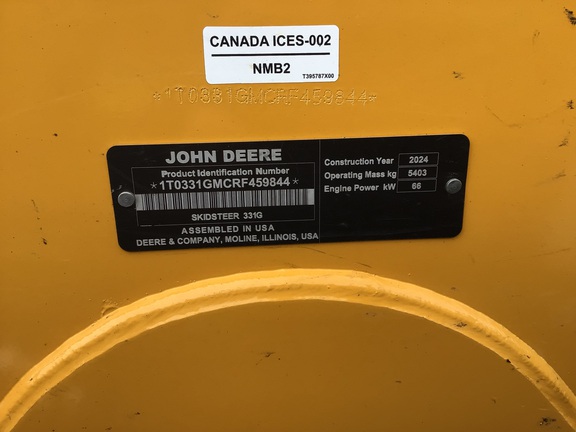 CANADA ICES-002
NMB2
T395787X00
*1T0331GMCRF459844*
JOHN DEERE
Product Identification Number
*1T0331GMCRF459844*
SKIDSTEER 331G
ASSEMBLED IN USA
DEERE & COMPANY, MOLINE, ILLINOIS, USA
Construction Year 2024
Operating Mass kg 5403
Engine Power kW 66